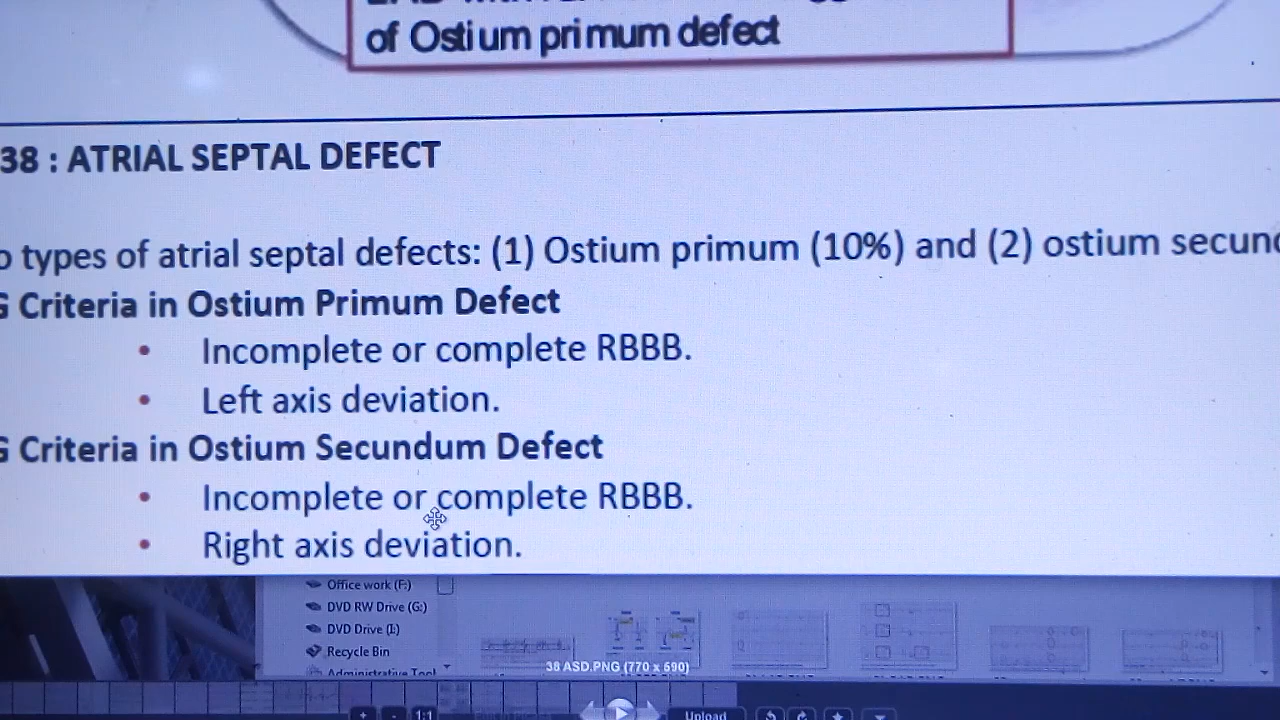 of Ostium primum defect
38 : ATRIAL SEPTAL DEFECT
types of atrial septal defects: (1) Ostium primum (10%) and (2) ostium
Criteria in Ostium Primum Defect
• Incomplete or complete RBBB.
• Left axis deviation.
Criteria in Ostium Secundum Defect
• Incomplete or complete RBBB.
• Right axis deviation.
Office work (F:)
DVD RW Drive (G:)
DVD Drive (I:)
Recycle Bin
Administrative Tool
38 ASD.PNG (770 x 590)
+ - 1:1
Upload